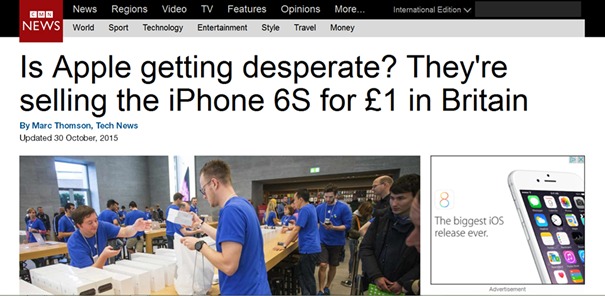 CMN
NEWS
News Regions Video TV Features Opinions More...
International Edition
World Sport Technology Entertainment Style Travel Money
Is Apple getting desperate? They're
selling the iPhone 6S for £1 in Britain
By Marc Thomson, Tech News
Updated 30 October, 2015
8
The biggest iOS
release ever.
Advertisement